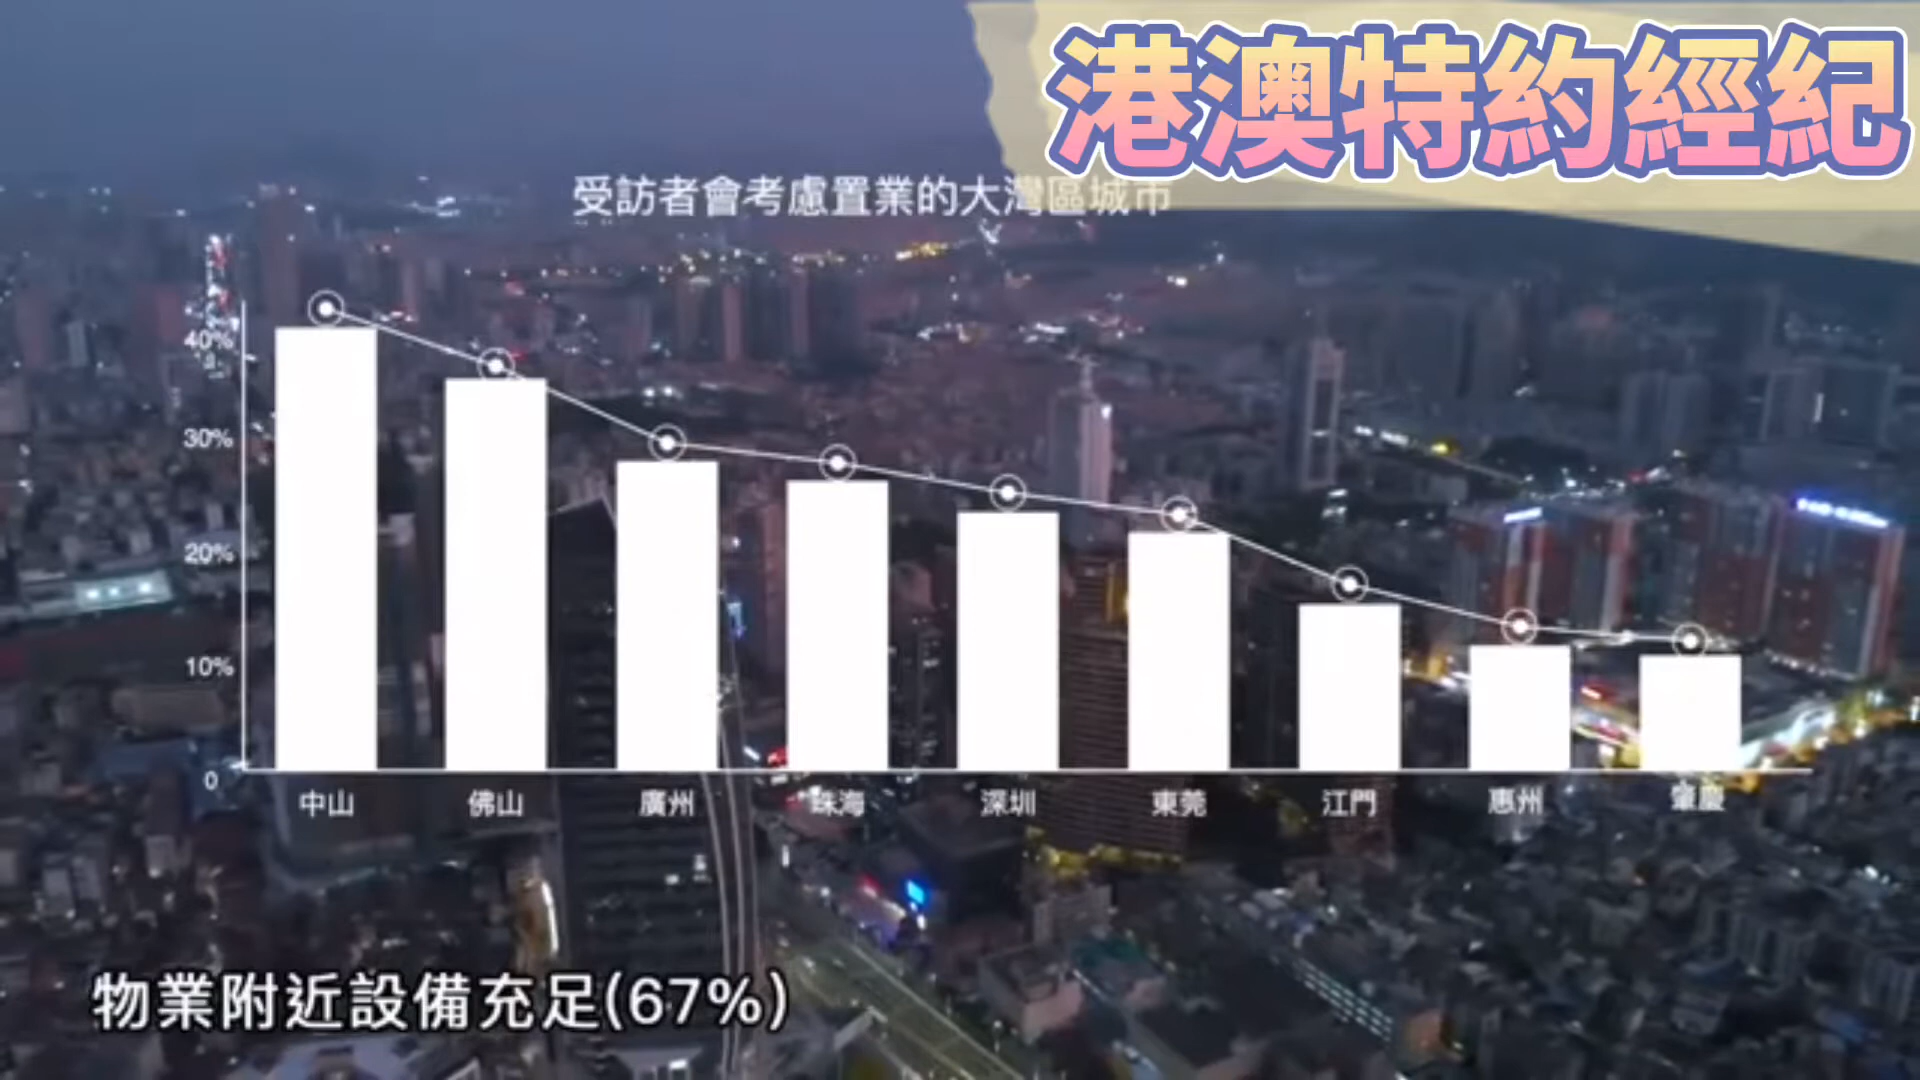 港澳特約經紀
受訪者會考慮置業的大灣區城市
40%
30%
20%
10%
0
中山
佛山
廣州
珠海
深圳
東莞
江門
惠州
肇慶
物業附近設備充足(67%)